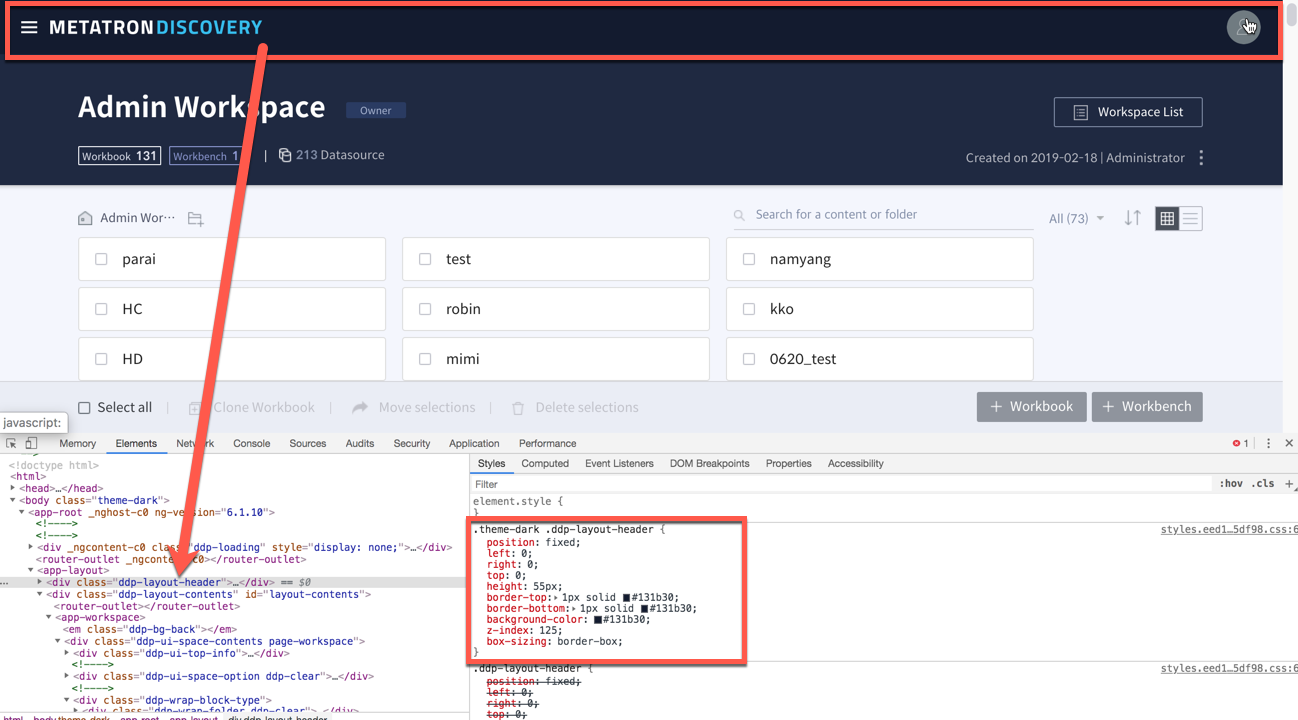 METATRONDISCOVERY
Admin Workspace Owner
Workspace List
Workbook 131 Workbench 1 | 213 Datasource
Created on 2019-02-18 | Administrator
Admin Wor···
Search for a content or folder
All (73)
parai test namyang
HC robin kko
HD mimi 0620_test
Select all | Clone Workbook | Move selections | Delete selections
+ Workbook + Workbench
javascript:
Memory Elements Network Console Sources Audits Security Application Performance 1
<!doctype html>
<html>
<head>…</head>
<body class="theme-dark">
<app-root _nghost-c0 ng-version="6.1.10">
<!---->
<!---->
<div _ngcontent-c0 class="ddp-loading" style="display: none;">…</div>
<router-outlet _ngcontent-c0></router-outlet>
<app-layout>
… <div class="ddp-layout-header">…</div> == $0
<div class="ddp-layout-contents" id="layout-contents">
<router-outlet></router-outlet>
<app-workspace>
<em class="ddp-bg-back"></em>
<div class="ddp-ui-space-contents page-workspace">
<div class="ddp-ui-top-info">…</div>
<!---->
<div class="ddp-ui-space-option ddp-clear">…</div>
<!---->
<div class="ddp-wrap-block-type">
<div class="ddp-wrap-folder ddp-clear">…</div>
html body.theme-dark app-root app-layout div.ddp-layout-header
Styles Computed Event Listeners DOM Breakpoints Properties Accessibility
Filter :hov .cls +
element.style {
}
.theme-dark .ddp-layout-header { styles.eed1…5df98.css:6
position: fixed;
left: 0;
right: 0;
top: 0;
height: 55px;
border-top: 1px solid #131b30;
border-bottom: 1px solid #131b30;
background-color: #131b30;
z-index: 125;
box-sizing: border-box;
}
.ddp-layout-header { styles.eed1…5df98.css:6
position: fixed;
left: 0;
right: 0;
top: 0;